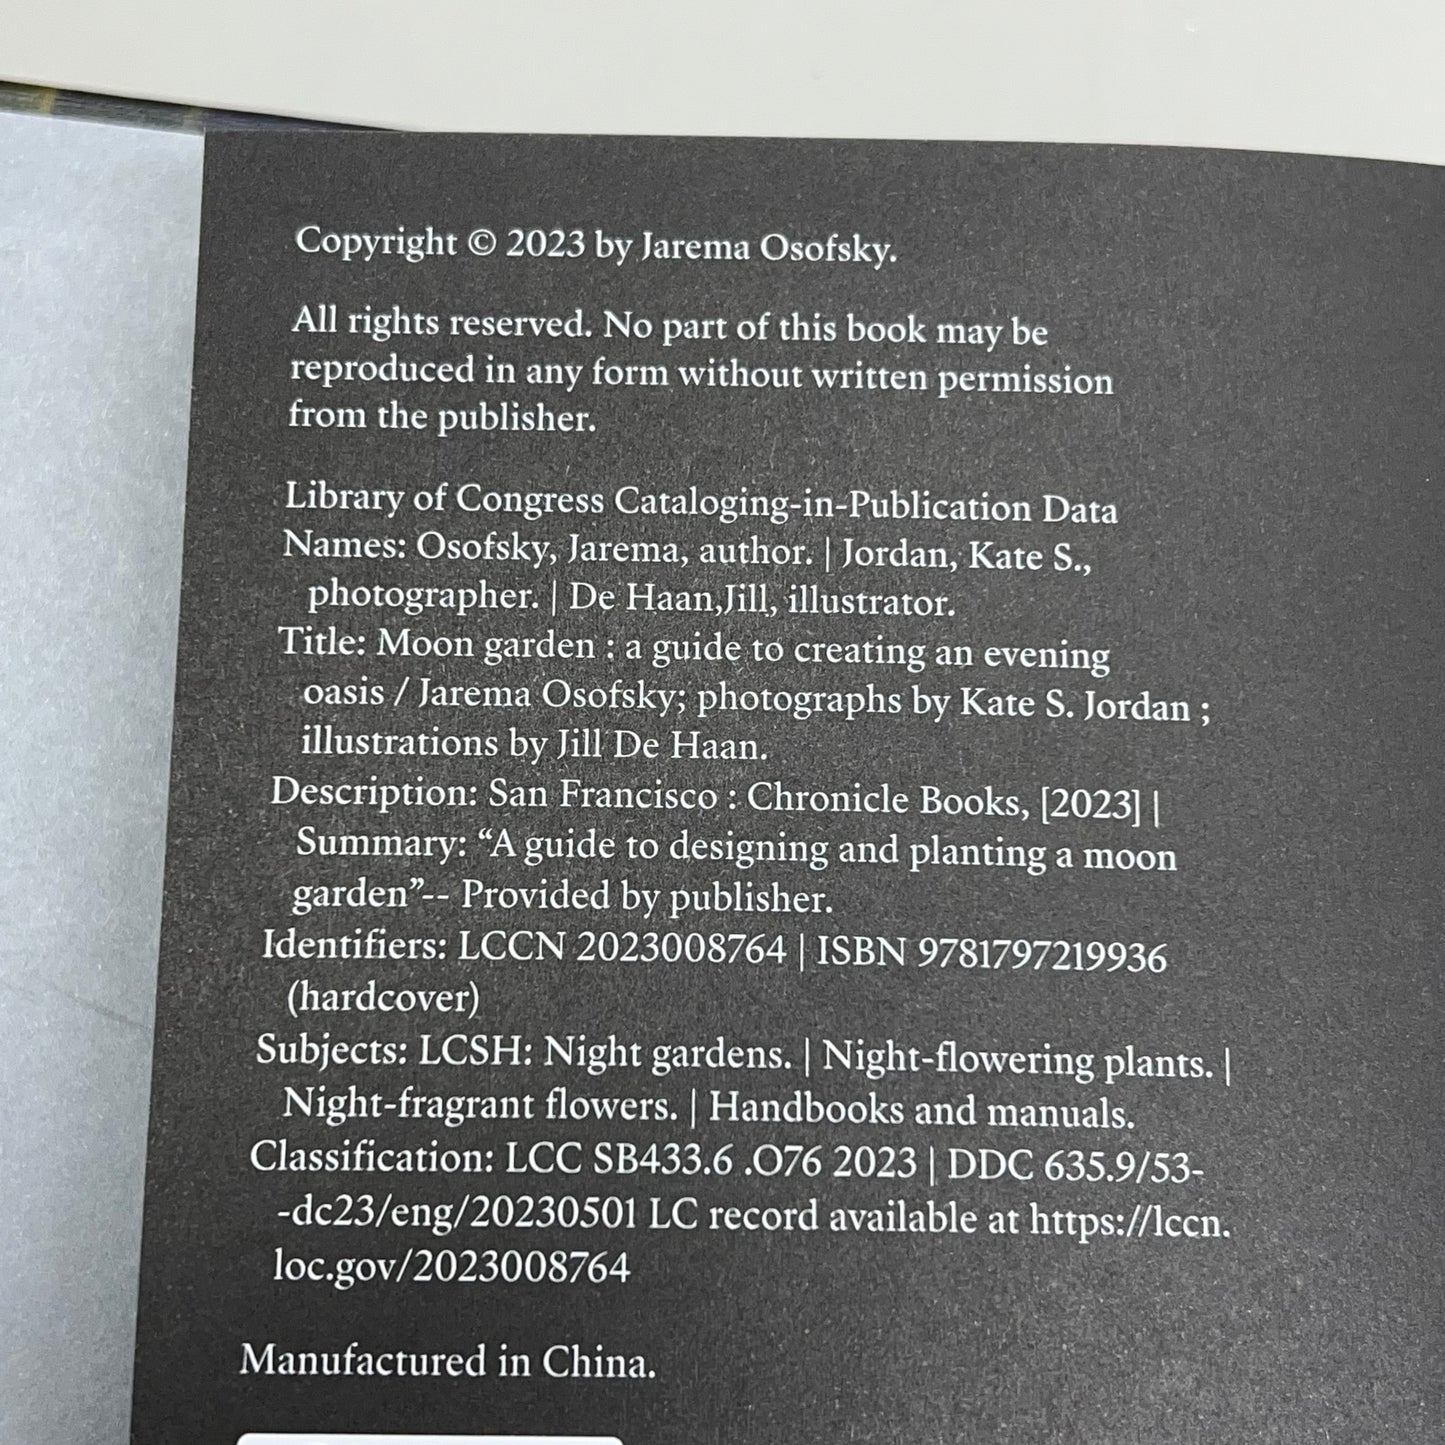 Copyright © 2023 by Jarema Osofsky.
All rights reserved. No part of this book may be
reproduced in any form without written permission
from the publisher.
Library of Congress Cataloging-in-Publication Data
Names: Osofsky, Jarema, author. | Jordan, Kate S.,
photographer. | De Haan,Jill, illustrator.
Title: Moon garden : a guide to creating an evening
oasis / Jarema Osofsky; photographs by Kate S. Jordan ;
illustrations by Jill De Haan.
Description: San Francisco : Chronicle Books, [2023] |
Summary: “A guide to designing and planting a moon
garden”-- Provided by publisher.
Identifiers: LCCN 2023008764 | ISBN 9781797219936
(hardcover)
Subjects: LCSH: Night gardens. | Night-flowering plants. |
Night-fragrant flowers. | Handbooks and manuals.
Classification: LCC SB433.6 .O76 2023 | DDC 635.9/53-
-dc23/eng/20230501 LC record available at https://lccn.
loc.gov/2023008764
Manufactured in China.